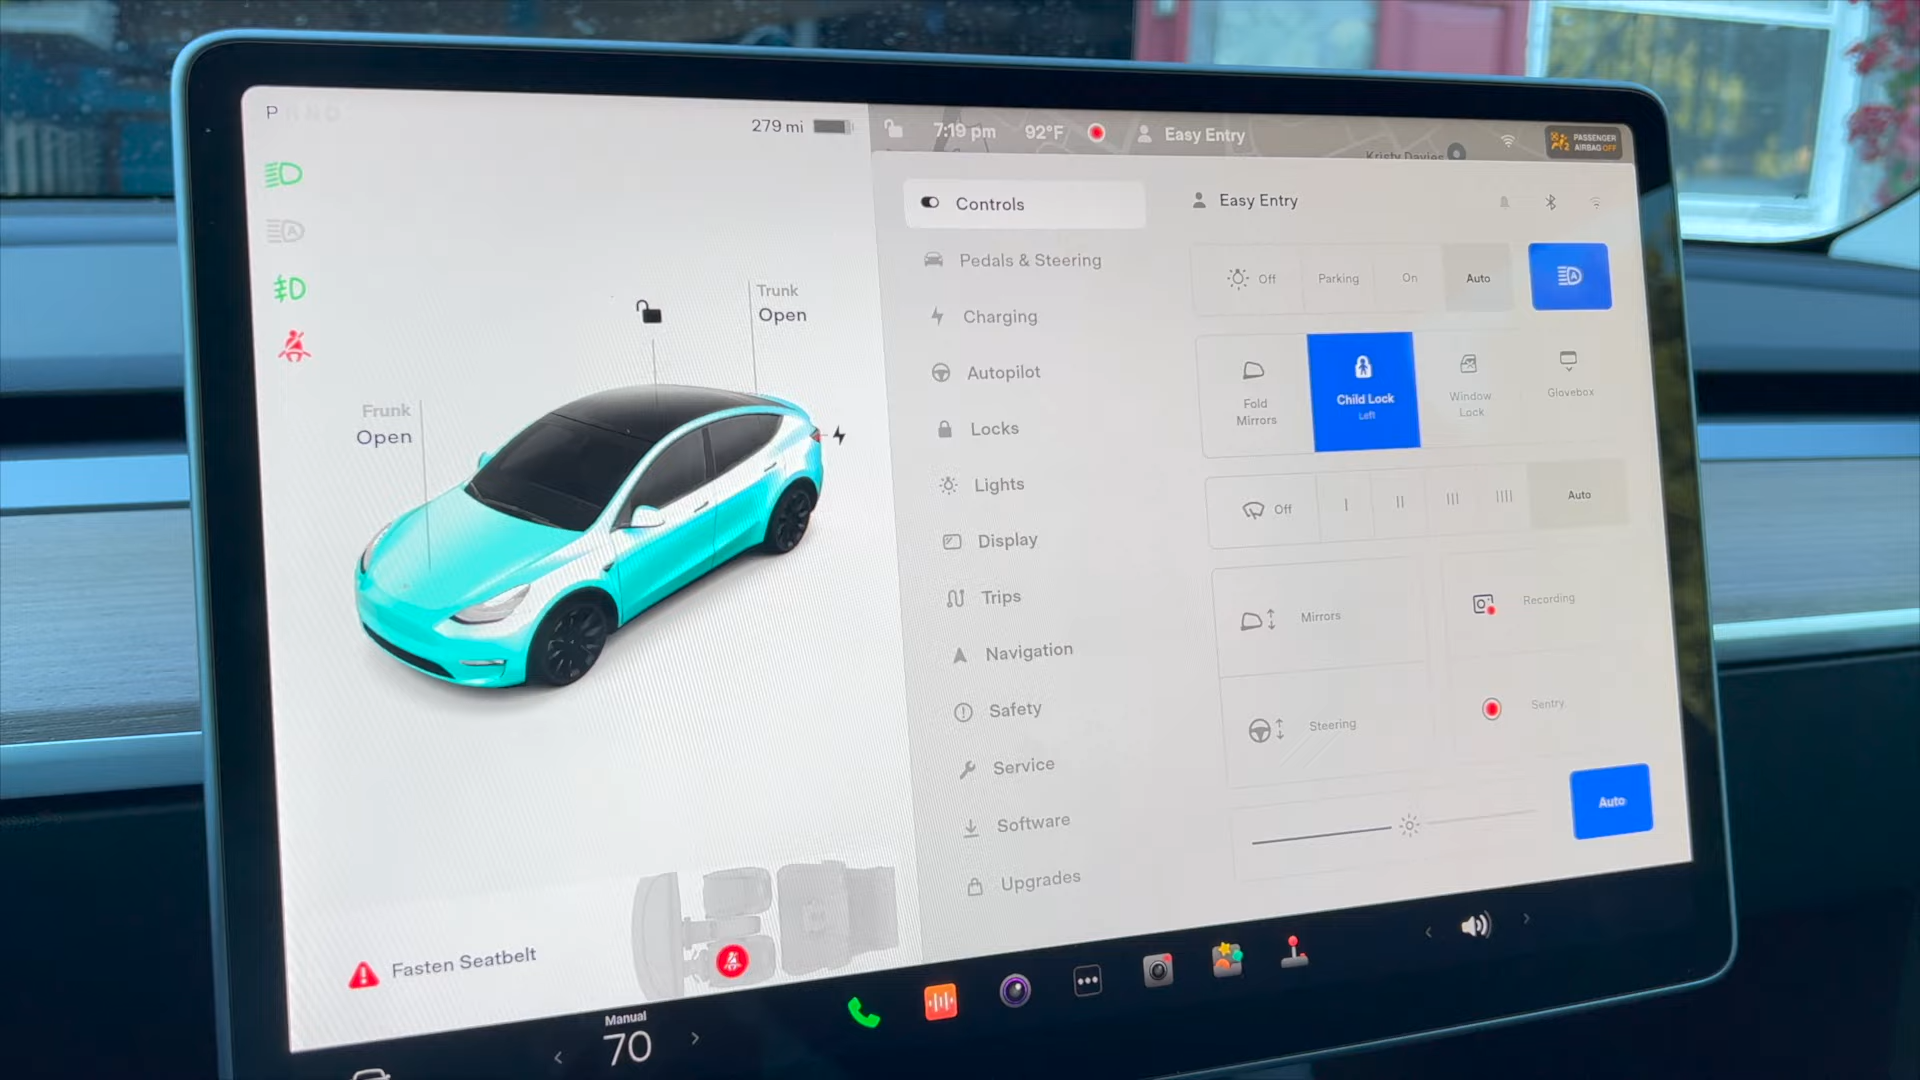 P R N D
279 mi
7:19 pm
92°F
Easy Entry
PASSENGER
AIRBAG OFF
Kristy Davies
Trunk
Open
Frunk
Open
Fasten Seatbelt
Controls
Pedals & Steering
Charging
Autopilot
Locks
Lights
Display
Trips
Navigation
Safety
Service
Software
Upgrades
Easy Entry
Off Parking On Auto
Fold
Mirrors
Child Lock
Left
Window
Lock
Glovebox
Off I II III IIII Auto
Mirrors
Recording
Steering
Sentry
Auto
Manual
70